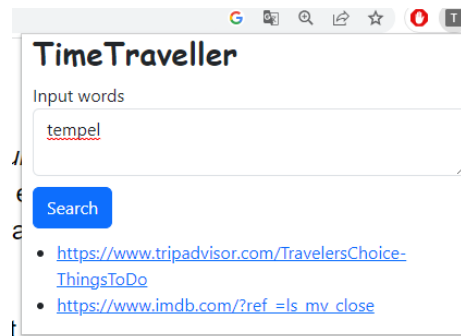 T
TimeTraveller
Input words
tempel
Search
https://www.tripadvisor.com/TravelersChoice-
ThingsToDo
https://www.imdb.com/?ref_=ls_mv_close